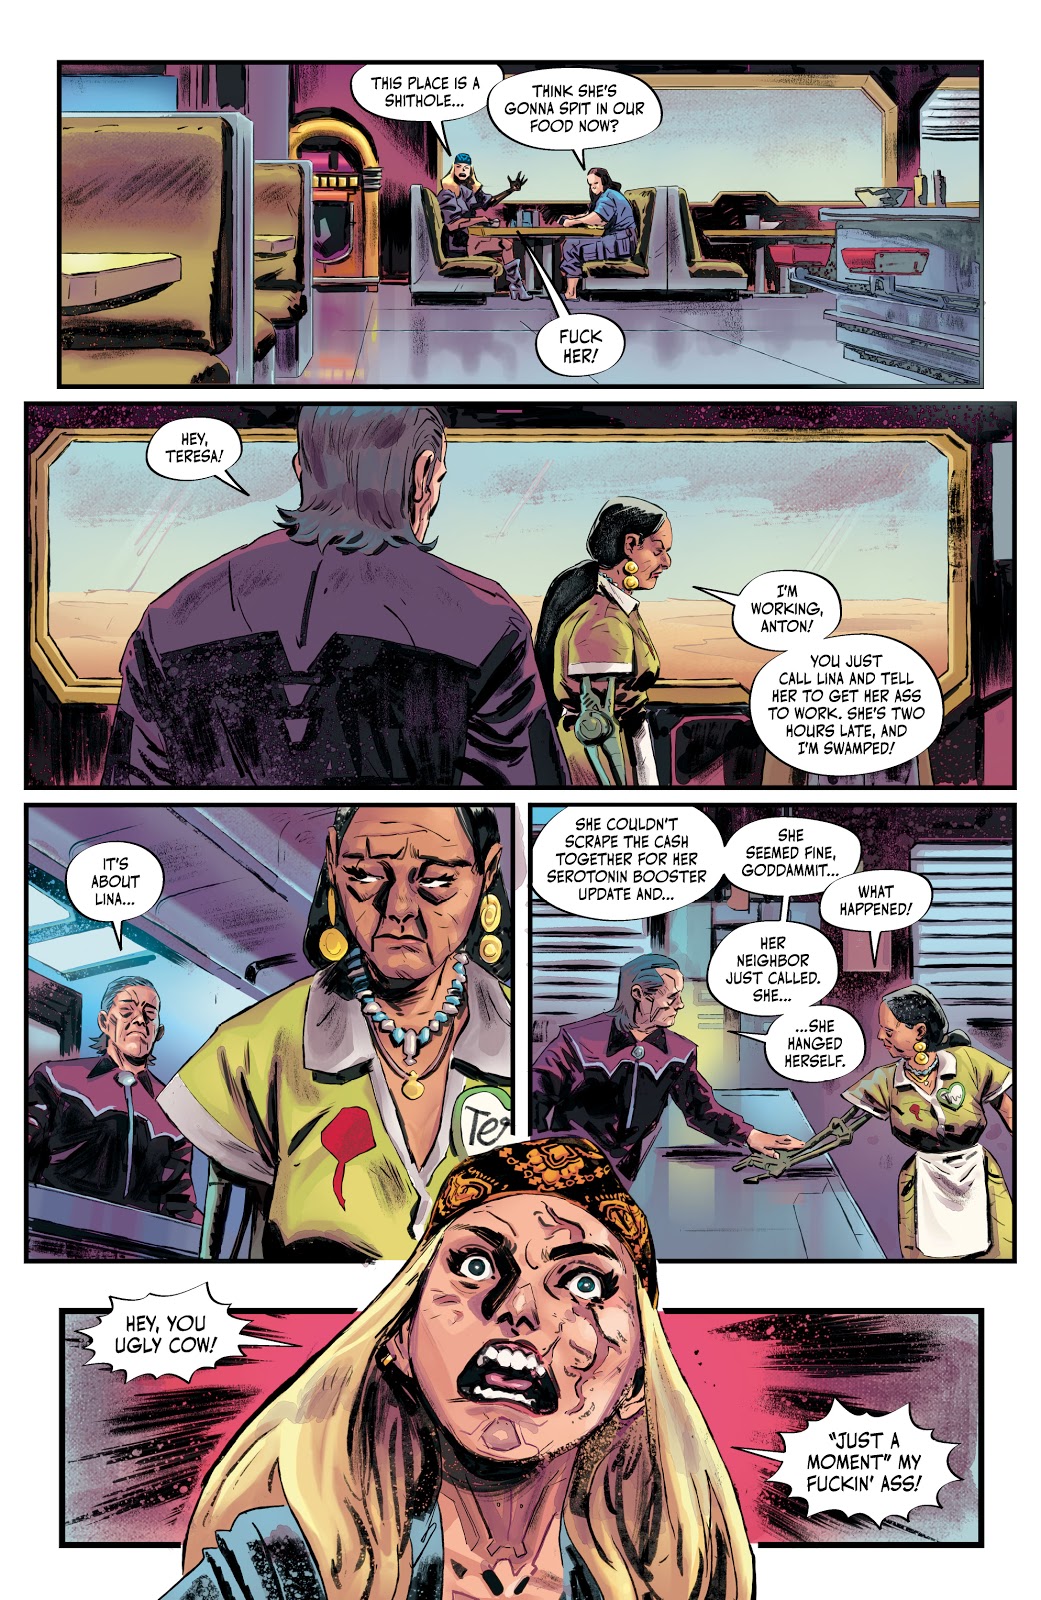 THIS PLACE IS A
SHITHOLE...
THINK SHE'S
GONNA SPIT IN OUR
FOOD NOW?
FUCK
HER!
HEY,
TERESA!
I'M
WORKING,
ANTON!
YOU JUST
CALL LINA AND TELL
HER TO GET HER ASS
TO WORK. SHE'S TWO
HOURS LATE, AND
I'M SWAMPED!
IT'S
ABOUT
LINA...
Ter
SHE COULDN'T
SCRAPE THE CASH
TOGETHER FOR HER
SEROTONIN BOOSTER
UPDATE AND...
SHE
SEEMED FINE,
GODDAMMIT...
WHAT
HAPPENED!
HER
NEIGHBOR
JUST CALLED.
SHE...
...SHE
HANGED
HERSELF.
HEY, YOU
UGLY COW!
"JUST A
MOMENT" MY
FUCKIN' ASS!